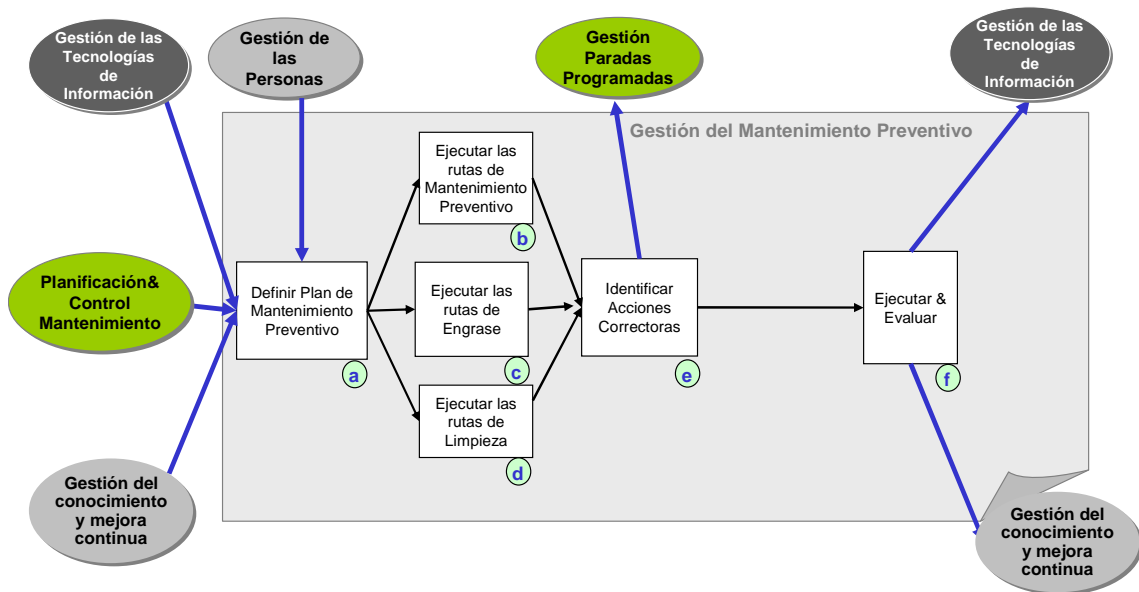 Gestión de las
Tecnologías
de
Información
Gestión de
las
Personas
Gestión
Paradas
Programadas
Gestión de las
Tecnologías
de
Información
Gestión del Mantenimiento Preventivo
Ejecutar las
rutas de
Mantenimiento
Preventivo
b
Planificación&
Control
Mantenimiento
Definir Plan de
Mantenimiento
Preventivo
a
Ejecutar las
rutas de
Engrase
c
Identificar
Acciones
Correctoras
e
Ejecutar &
Evaluar
f
Ejecutar las
rutas de
Limpieza
d
Gestión del
conocimiento
y mejora
continua
Gestión del
conocimiento
y mejora
continua